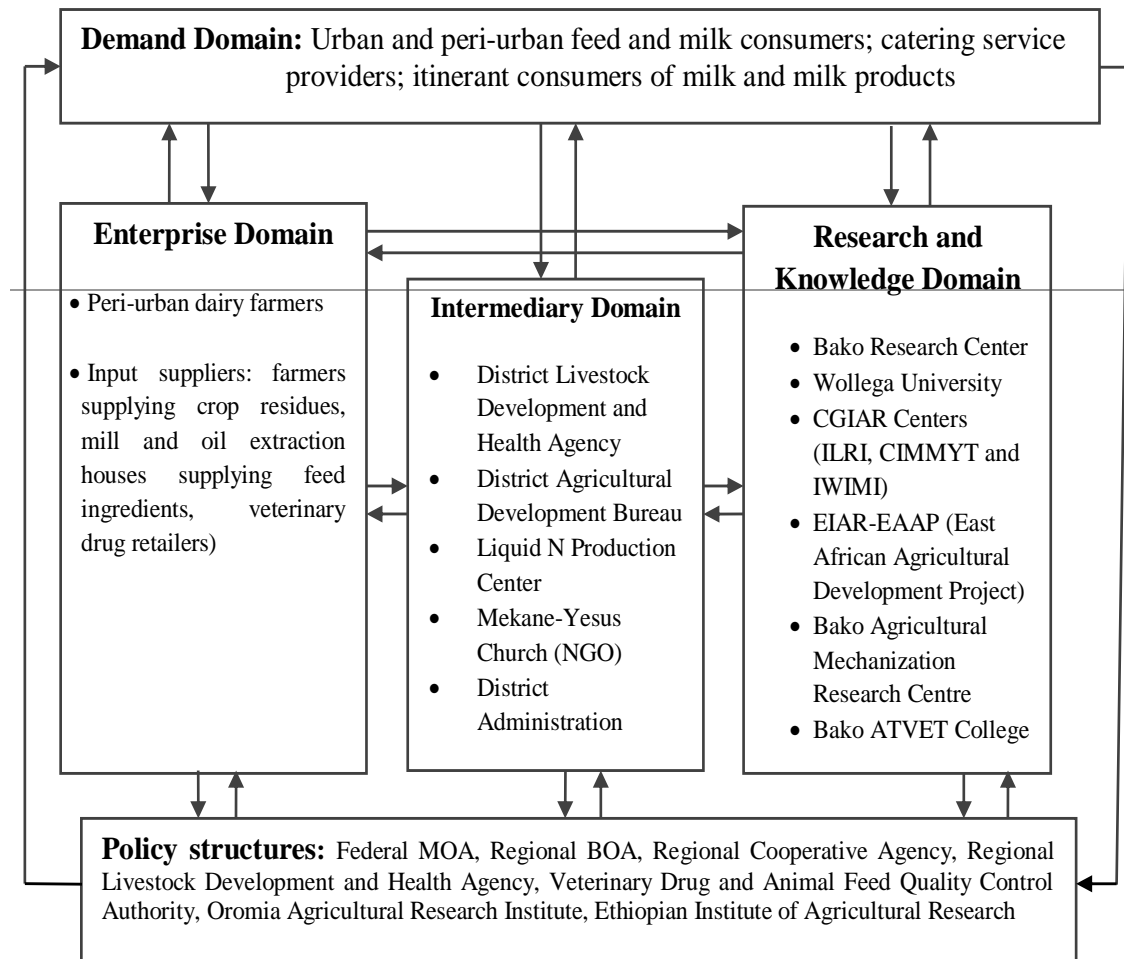 Demand Domain: Urban and peri-urban feed and milk consumers; catering service
providers; itinerant consumers of milk and milk products
Enterprise Domain
• Peri-urban dairy farmers
• Input suppliers: farmers
supplying crop residues,
mill and oil extraction
houses supplying feed
ingredients, veterinary
drug retailers)
Intermediary Domain
• District Livestock
Development and
Health Agency
• District Agricultural
Development Bureau
• Liquid N Production
Center
• Mekane-Yesus
Church (NGO)
• District
Administration
Research and
Knowledge Domain
• Bako Research Center
• Wollega University
• CGIAR Centers
(ILRI, CIMMYT and
IWIMI)
• EIAR-EAAP (East
African Agricultural
Development Project)
• Bako Agricultural
Mechanization
Research Centre
• Bako ATVET College
Policy structures: Federal MOA, Regional BOA, Regional Cooperative Agency, Regional
Livestock Development and Health Agency, Veterinary Drug and Animal Feed Quality Control
Authority, Oromia Agricultural Research Institute, Ethiopian Institute of Agricultural Research